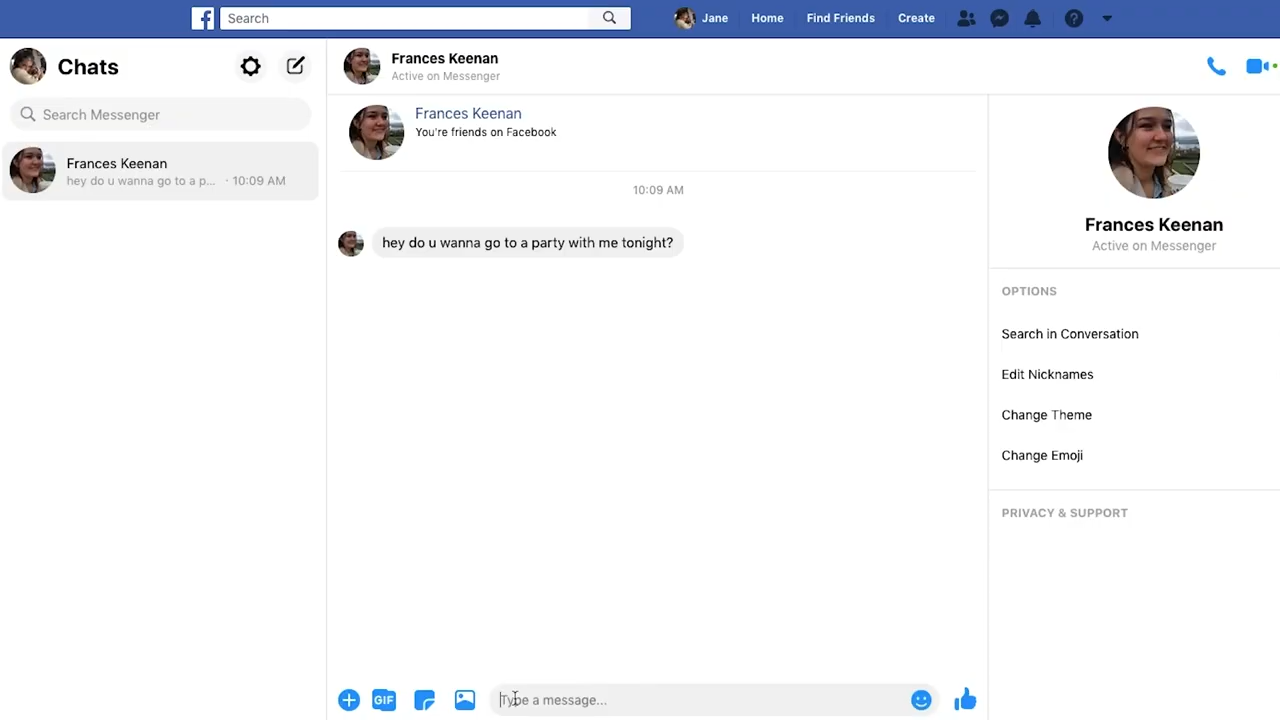 Search
Jane
Home
Find Friends
Create
Chats
Search Messenger
Frances Keenan
hey do u wanna go to a p... · 10:09 AM
Frances Keenan
Active on Messenger
Frances Keenan
You're friends on Facebook
10:09 AM
hey do u wanna go to a party with me tonight?
GIF
Type a message...
Frances Keenan
Active on Messenger
OPTIONS
Search in Conversation
Edit Nicknames
Change Theme
Change Emoji
PRIVACY & SUPPORT